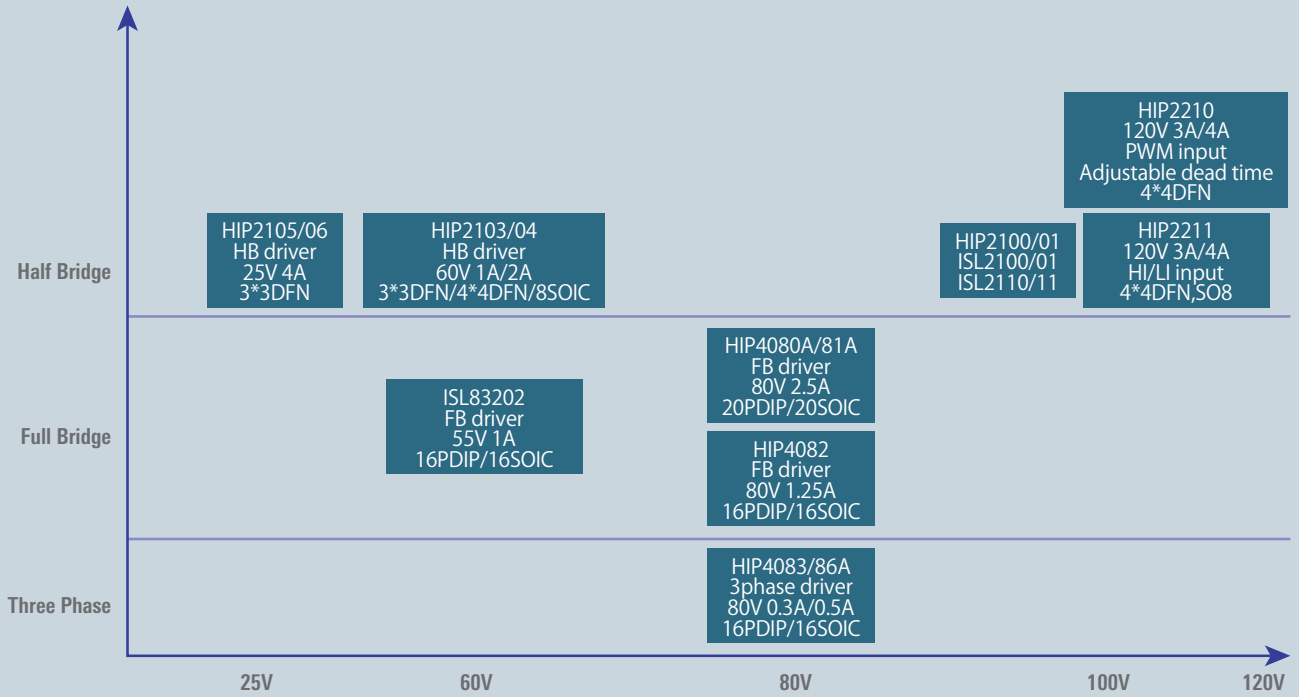 HIP2210
120V 3A/4A
PWM input
Adjustable dead time
4*4DFN
Half Bridge
HIP2105/06
HB driver
25V 4A
3*3DFN
HIP2103/04
HB driver
60V 1A/2A
3*3DFN/4*4DFN/8SOIC
HIP2100/01
ISL2100/01
ISL2110/11
HIP2211
120V 3A/4A
HI/LI input
4*4DFN,SO8
Full Bridge
ISL83202
FB driver
55V 1A
16PDIP/16SOIC
HIP4080A/81A
FB driver
80V 2.5A
20PDIP/20SOIC
HIP4082
FB driver
80V 1.25A
16PDIP/16SOIC
Three Phase
HIP4083/86A
3phase driver
80V 0.3A/0.5A
16PDIP/16SOIC
25V
60V
80V
100V
120V